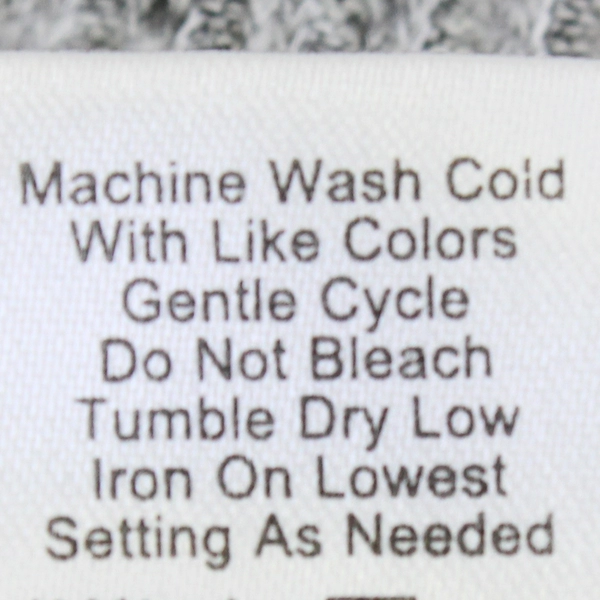 Machine Wash Cold
With Like Colors
Gentle Cycle
Do Not Bleach
Tumble Dry Low
Iron On Lowest
Setting As Needed